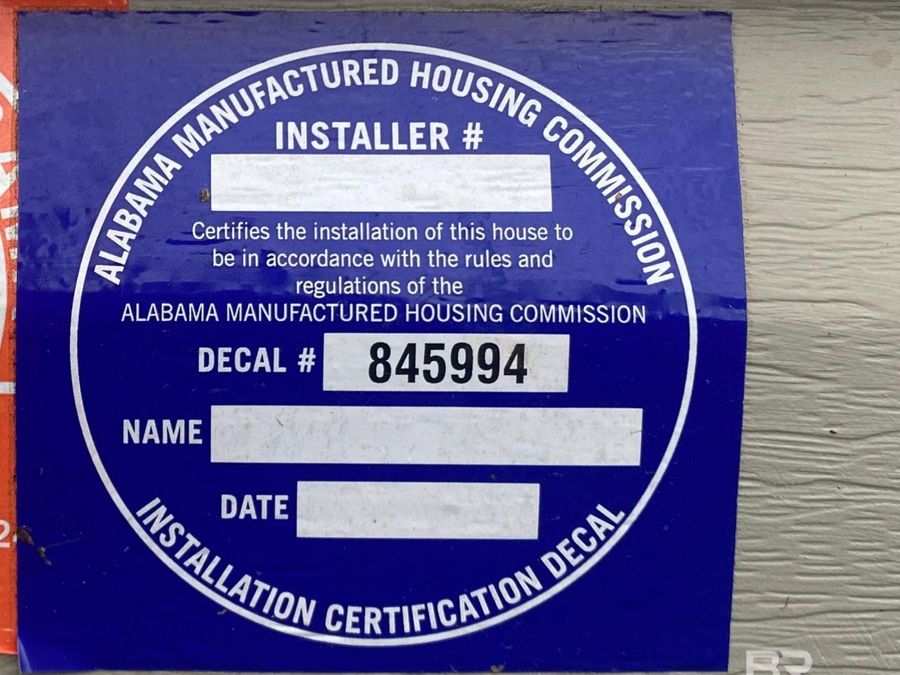 ALABAMA MANUFACTURED HOUSING COMMISSION
INSTALLER #
Certifies the installation of this house to
be in accordance with the rules and
regulations of the
ALABAMA MANUFACTURED HOUSING COMMISSION
DECAL # 845994
NAME
DATE
INSTALLATION CERTIFICATION DECAL